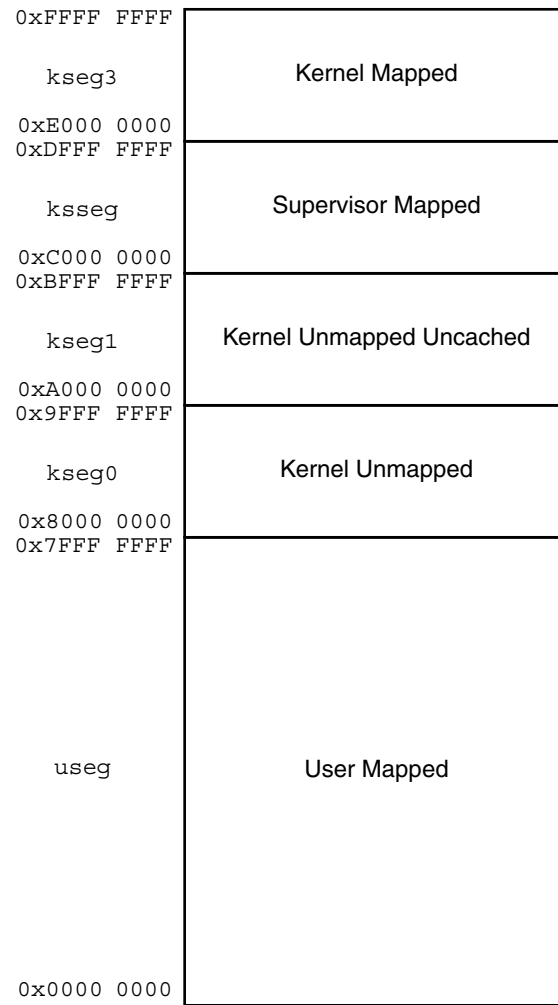 0xFFFF FFFF
kseg3
Kernel Mapped
0xE000 0000
0xDFFF FFFF
ksseg
Supervisor Mapped
0xC000 0000
0xBFFF FFFF
kseg1
Kernel Unmapped Uncached
0xA000 0000
0x9FFF FFFF
kseg0
Kernel Unmapped
0x8000 0000
0x7FFF FFFF
useg
User Mapped
0x0000 0000